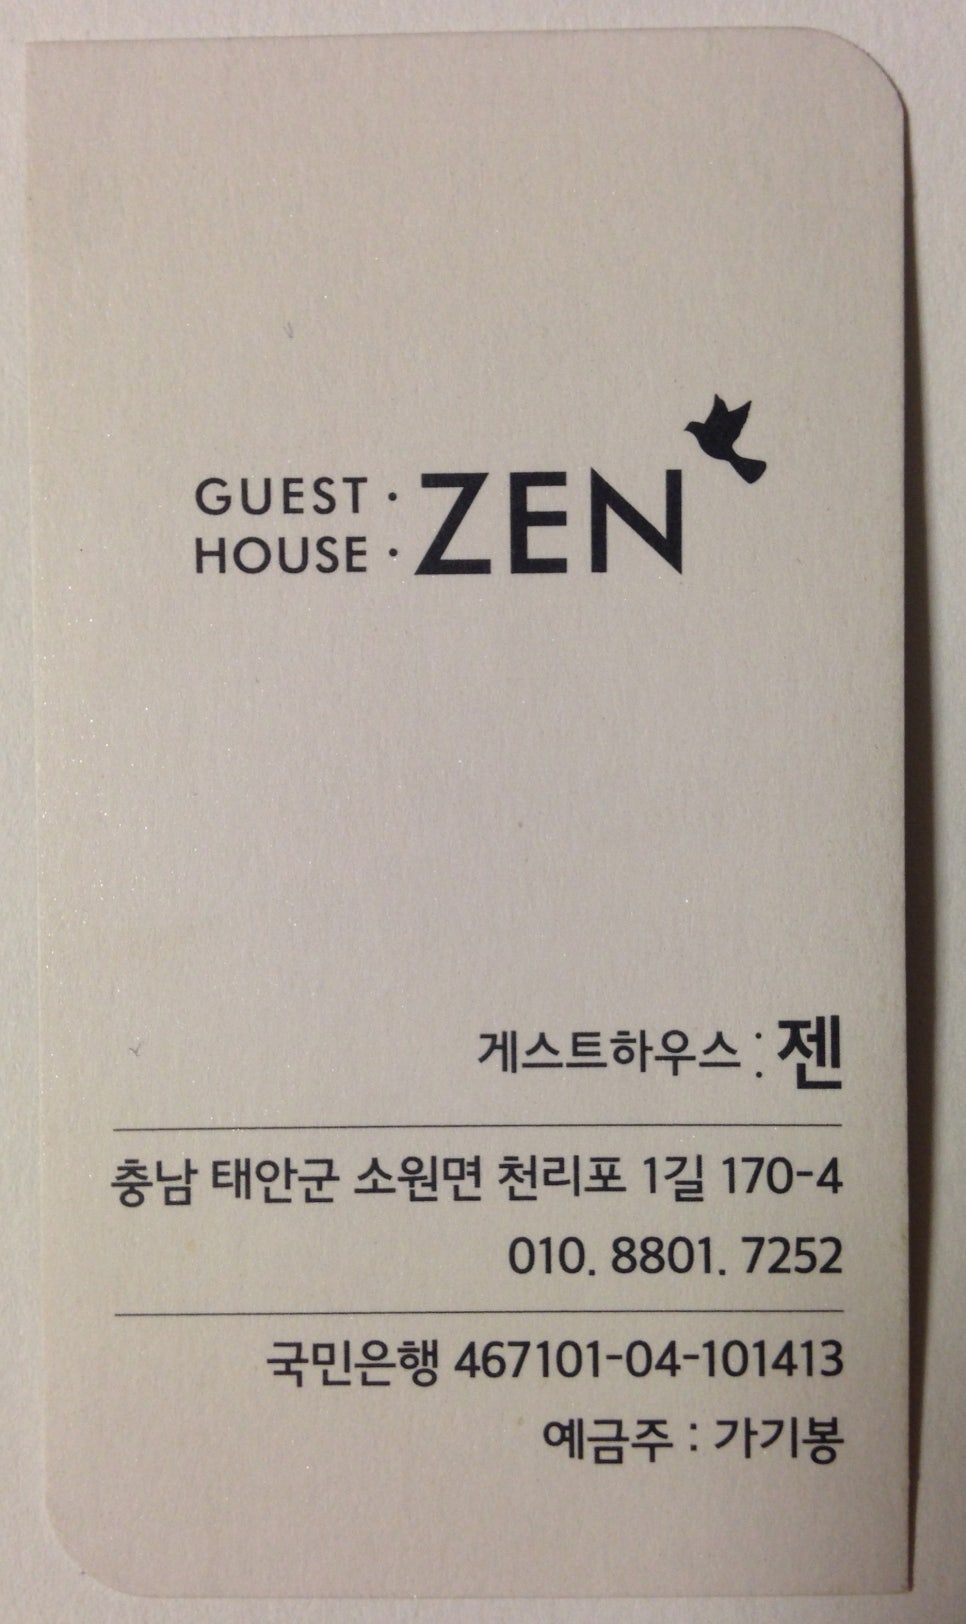 GUEST · ZEN
HOUSE ·
게스트하우스 : 젠
충남 태안군 소원면 천리포 1길 170-4
010. 8801. 7252
국민은행 467101-04-101413
예금주 : 가기봉